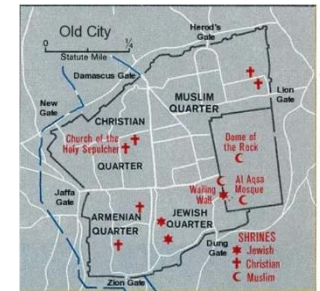 Old City
0 1/4
Statute Mile
Herod's
Gate
Damascus Gate
New
Gate
Lion
Gate
MUSLIM
QUARTER
CHRISTIAN
QUARTER
Church of the
Holy Sepulcher
Dome of
the Rock
Al Aqsa
Mosque
Wailing
Wall
Jaffa
Gate
ARMENIAN
QUARTER
JEWISH
QUARTER
Dung
Gate
Zion Gate
SHRINES
Jewish
Christian
Muslim